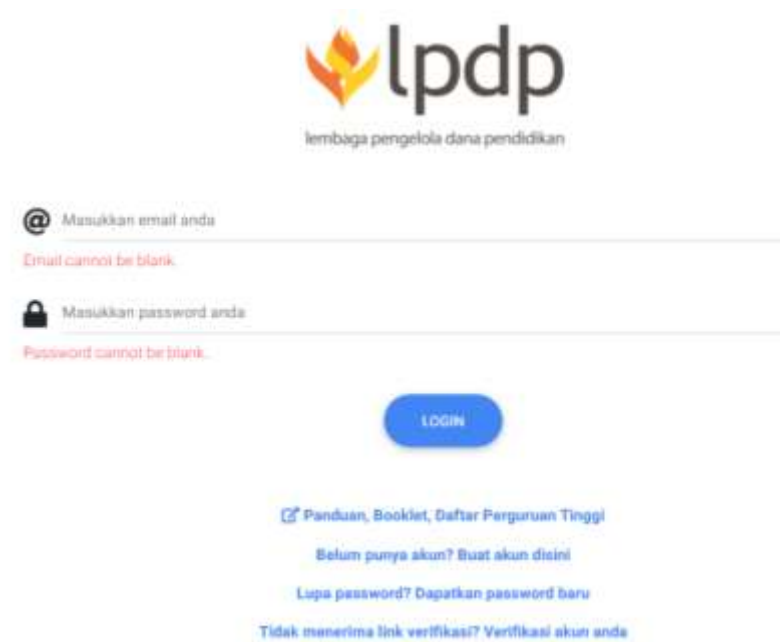 lpdp
lembaga pengelola dana pendidikan
@ Masukkan email anda
Email cannot be blank.
Masukkan password anda
Password cannot be blank.
LOGIN
Panduan, Booklet, Daftar Perguruan Tinggi
Belum punya akun? Buat akun disini
Lupa password? Dapatkan password baru
Tidak menerima link verifikasi? Verifikasi akun anda